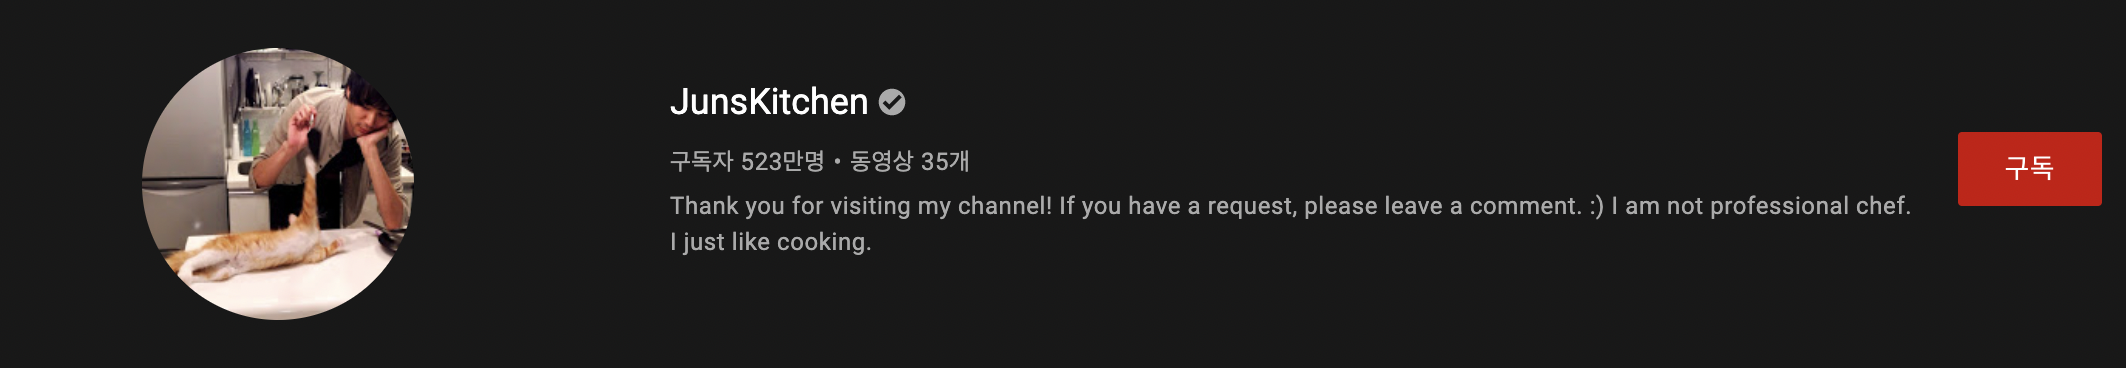 JunsKitchen
구독자 523만명 • 동영상 35개
Thank you for visiting my channel! If you have a request, please leave a comment. :) I am not professional chef.
I just like cooking.
구독